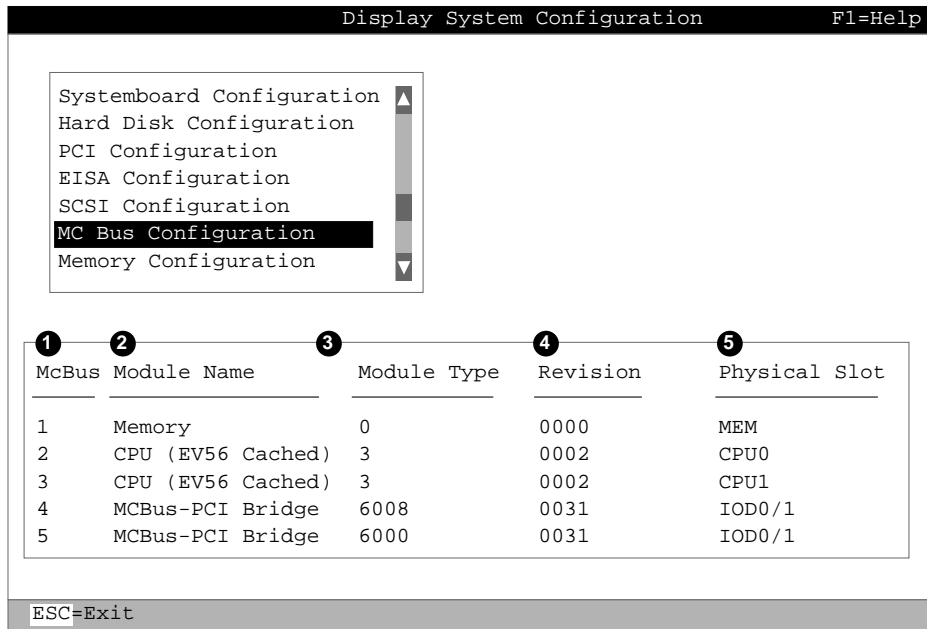 Display System Configuration F1=Help
Systemboard Configuration
Hard Disk Configuration
PCI Configuration
EISA Configuration
SCSI Configuration
MC Bus Configuration
Memory Configuration
1 2 3 4 5
McBus Module Name Module Type Revision Physical Slot
1 Memory 0 0000 MEM
2 CPU (EV56 Cached) 3 0002 CPU0
3 CPU (EV56 Cached) 3 0002 CPU1
4 MCBus-PCI Bridge 6008 0031 IOD0/1
5 MCBus-PCI Bridge 6000 0031 IOD0/1
ESC=Exit